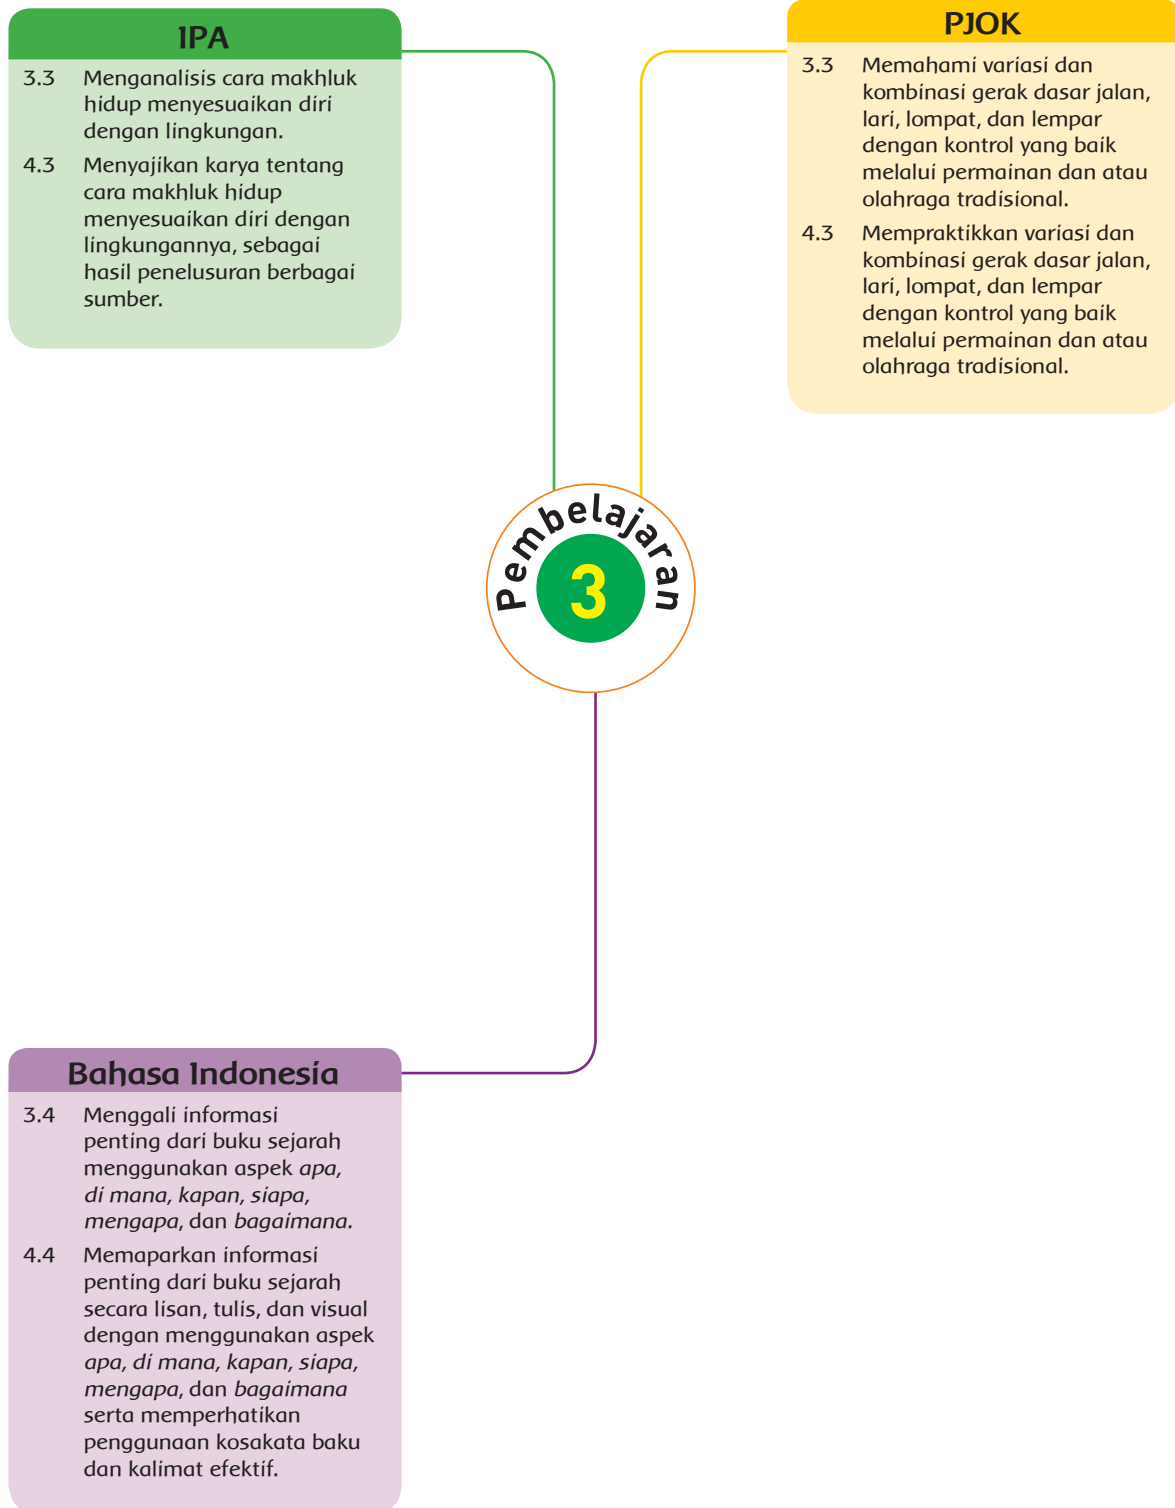 IPA
3.3 Menganalisis cara makhluk
hidup menyesuaikan diri
dengan lingkungan.
4.3 Menyajikan karya tentang
cara makhluk hidup
menyesuaikan diri dengan
lingkungannya, sebagai
hasil penelusuran berbagai
sumber.
PJOK
3.3 Memahami variasi dan
kombinasi gerak dasar jalan,
lari, lompat, dan lempar
dengan kontrol yang baik
melalui permainan dan atau
olahraga tradisional.
4.3 Mempraktikkan variasi dan
kombinasi gerak dasar jalan,
lari, lompat, dan lempar
dengan kontrol yang baik
melalui permainan dan atau
olahraga tradisional.
Pembelajaran
3
Bahasa Indonesia
3.4 Menggali informasi
penting dari buku sejarah
menggunakan aspek apa,
di mana, kapan, siapa,
mengapa, dan bagaimana.
4.4 Memaparkan informasi
penting dari buku sejarah
secara lisan, tulis, dan visual
dengan menggunakan aspek
apa, di mana, kapan, siapa,
mengapa, dan bagaimana
serta memperhatikan
penggunaan kosakata baku
dan kalimat efektif.